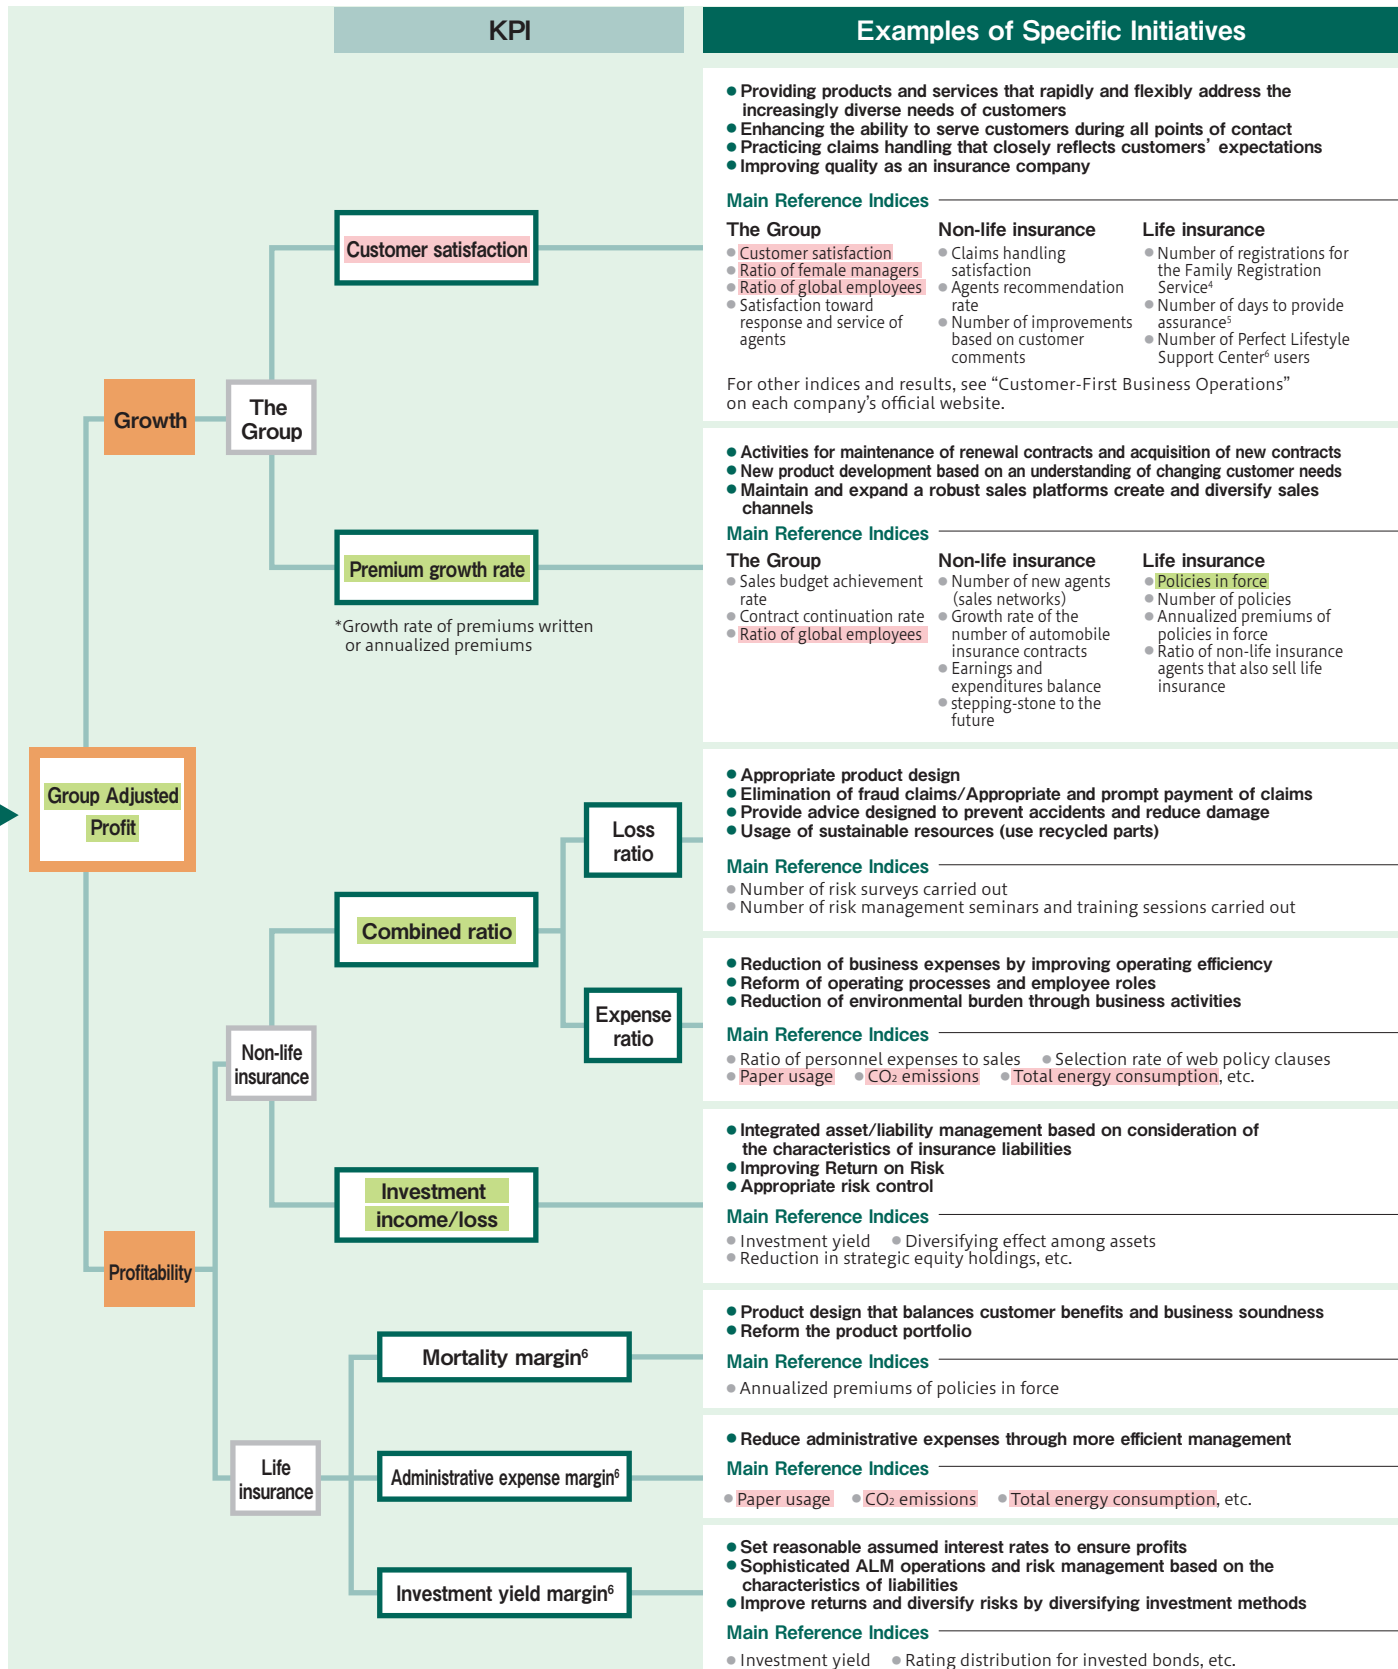 KPI
Examples of Specific Initiatives
● Providing products and services that rapidly and flexibly address the
increasingly diverse needs of customers
● Enhancing the ability to serve customers during all points of contact
● Practicing claims handling that closely reflects customers’ expectations
● Improving quality as an insurance company
Main Reference Indices
Customer satisfaction
The Group
● Customer satisfaction
● Ratio of female managers
● Ratio of global employees
● Satisfaction toward
response and service of
agents
Non-life insurance
● Claims handling
satisfaction
● Agents recommendation
rate
● Number of improvements
based on customer
comments
Life insurance
● Number of registrations for
the Family Registration
Service⁴
● Number of days to provide
assurance⁵
● Number of Perfect Lifestyle
Support Center⁶ users
For other indices and results, see “Customer-First Business Operations”
on each company’s official website.
Growth
The
Group
● Activities for maintenance of renewal contracts and acquisition of new contracts
● New product development based on an understanding of changing customer needs
● Maintain and expand a robust sales platforms create and diversify sales
channels
Main Reference Indices
Premium growth rate
*Growth rate of premiums written
or annualized premiums
The Group
● Sales budget achievement
rate
● Contract continuation rate
● Ratio of global employees
Non-life insurance
● Number of new agents
(sales networks)
● Growth rate of the
number of automobile
insurance contracts
● Earnings and
expenditures balance
● stepping-stone to the
future
Life insurance
● Policies in force
● Number of policies
● Annualized premiums of
policies in force
● Ratio of non-life insurance
agents that also sell life
insurance
Group Adjusted
Profit
Loss
ratio
● Appropriate product design
● Elimination of fraud claims/Appropriate and prompt payment of claims
● Provide advice designed to prevent accidents and reduce damage
● Usage of sustainable resources (use recycled parts)
Main Reference Indices
● Number of risk surveys carried out
● Number of risk management seminars and training sessions carried out
Combined ratio
Expense
ratio
● Reduction of business expenses by improving operating efficiency
● Reform of operating processes and employee roles
● Reduction of environmental burden through business activities
Main Reference Indices
● Ratio of personnel expenses to sales ● Selection rate of web policy clauses
● Paper usage ● CO₂ emissions ● Total energy consumption, etc.
Non-life
insurance
Investment
income/loss
● Integrated asset/liability management based on consideration of
the characteristics of insurance liabilities
● Improving Return on Risk
● Appropriate risk control
Main Reference Indices
● Investment yield ● Diversifying effect among assets
● Reduction in strategic equity holdings, etc.
Profitability
Mortality margin⁶
● Product design that balances customer benefits and business soundness
● Reform the product portfolio
Main Reference Indices
● Annualized premiums of policies in force
Life
insurance
Administrative expense margin⁶
● Reduce administrative expenses through more efficient management
Main Reference Indices
● Paper usage ● CO₂ emissions ● Total energy consumption, etc.
Investment yield margin⁶
● Set reasonable assumed interest rates to ensure profits
● Sophisticated ALM operations and risk management based on the
characteristics of liabilities
● Improve returns and diversify risks by diversifying investment methods
Main Reference Indices
● Investment yield ● Rating distribution for invested bonds, etc.